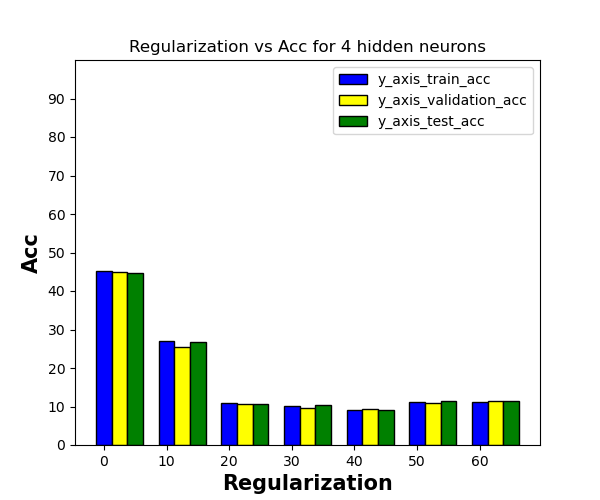 Regularization vs Acc for 4 hidden neurons
y_axis_train_acc
y_axis_validation_acc
y_axis_test_acc
90
80
70
60
50
40
30
20
10
0
Acc
0 10 20 30 40 50 60
Regularization